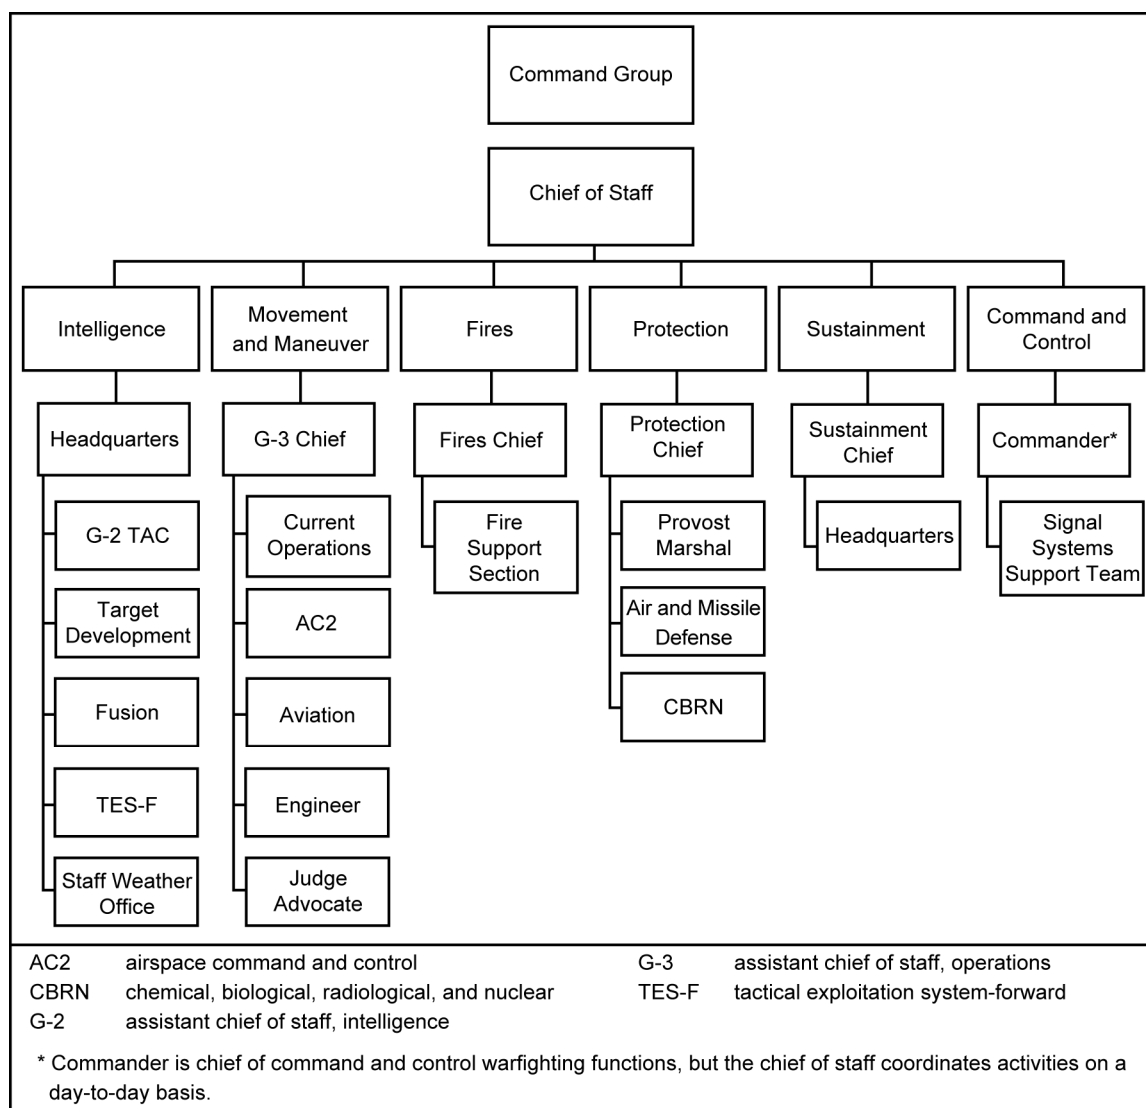 Command Group
Chief of Staff
Intelligence
Movement
and Maneuver
Fires
Protection
Sustainment
Command and
Control
Headquarters
G-3 Chief
Fires Chief
Protection
Chief
Sustainment
Chief
Commander*
G-2 TAC
Current
Operations
Fire
Support
Section
Provost
Marshal
Headquarters
Signal
Systems
Support Team
Target
Development
AC2
Air and Missile
Defense
Fusion
Aviation
CBRN
TES-F
Engineer
Staff Weather
Office
Judge
Advocate
AC2 airspace command and control
CBRN chemical, biological, radiological, and nuclear
G-2 assistant chief of staff, intelligence
G-3 assistant chief of staff, operations
TES-F tactical exploitation system-forward
* Commander is chief of command and control warfighting functions, but the chief of staff coordinates activities on a
day-to-day basis.